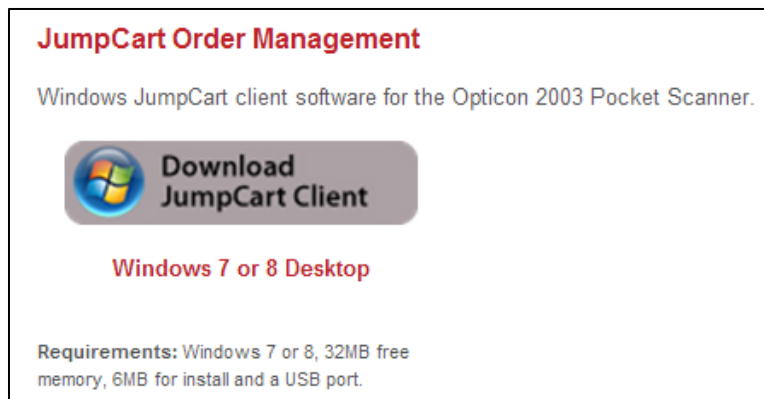 JumpCart Order Management
Windows JumpCart client software for the Opticon 2003 Pocket Scanner.
Download
JumpCart Client
Windows 7 or 8 Desktop
Requirements: Windows 7 or 8, 32MB free
memory, 6MB for install and a USB port.